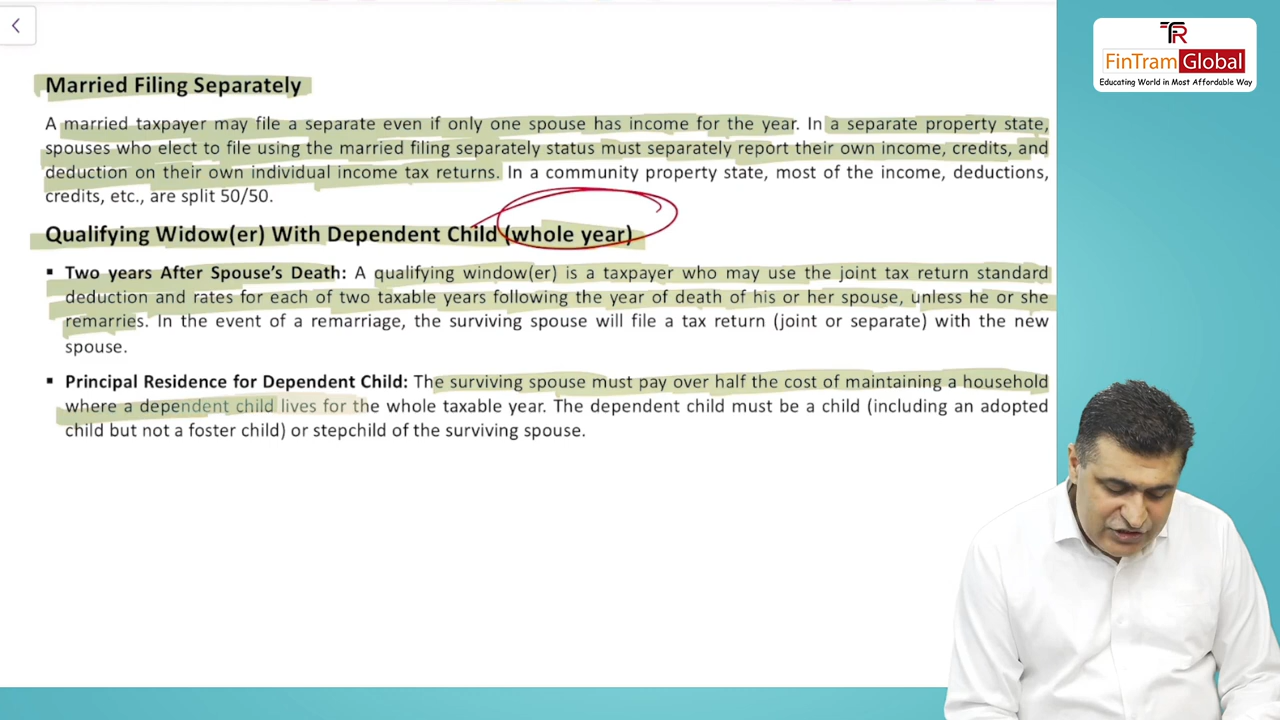 Married Filing Separately
A married taxpayer may file a separate even if only one spouse has income for the year. In a separate property state,
spouses who elect to file using the married filing separately status must separately report their own income, credits, and
deduction on their own individual income tax returns. In a community property state, most of the income, deductions,
credits, etc., are split 50/50.
Qualifying Widow(er) With Dependent Child (whole year)
▪ Two years After Spouse's Death: A qualifying window(er) is a taxpayer who may use the joint tax return standard
deduction and rates for each of two taxable years following the year of death of his or her spouse, unless he or she
remarries. In the event of a remarriage, the surviving spouse will file a tax return (joint or separate) with the new
spouse.
▪ Principal Residence for Dependent Child: The surviving spouse must pay over half the cost of maintaining a household
where a dependent child lives for the whole taxable year. The dependent child must be a child (including an adopted
child but not a foster child) or stepchild of the surviving spouse.
FinTram Global
Educating World in Most Affordable Way